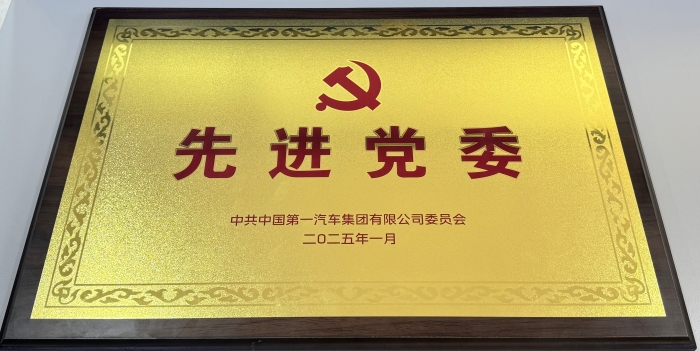 先进党委
中共中国第一汽车集团有限公司委员会
二〇二五年一月